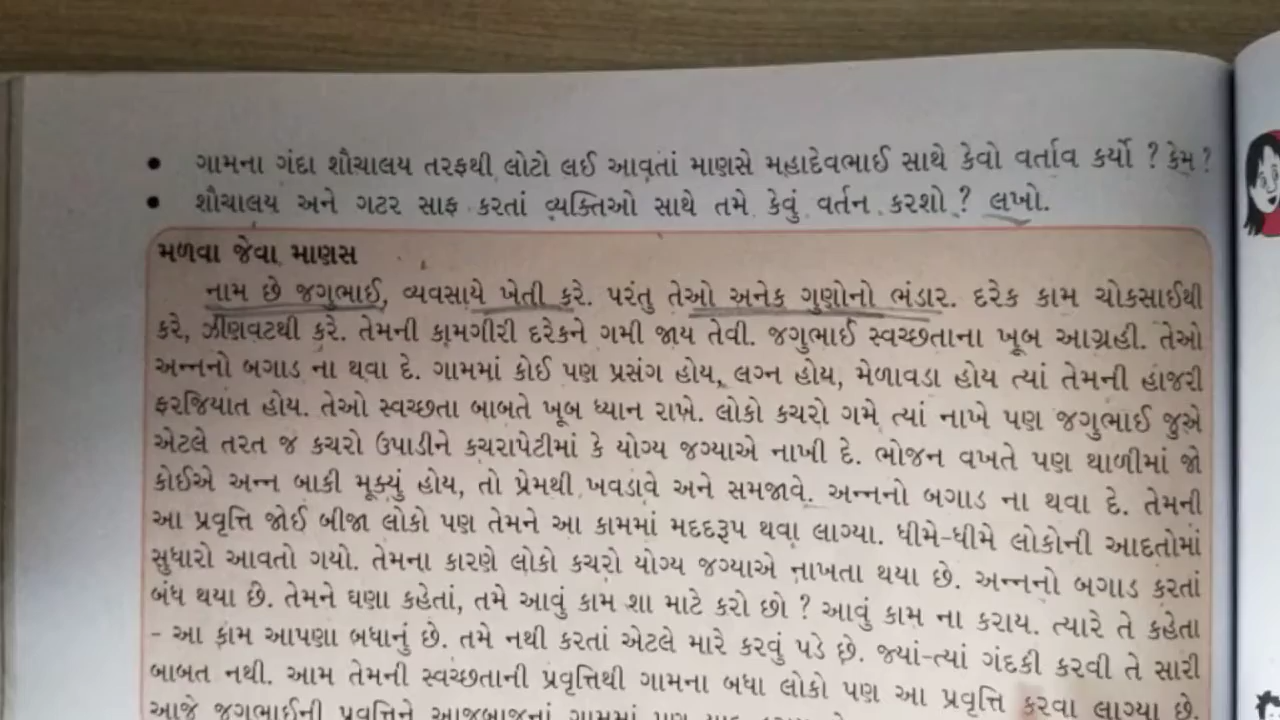 • ગામના ગંદા શૌચાલય તરફથી લોટો લઈ આવતાં માણસે મહાદેવભાઈ સાથે કેવો વર્તાવ કર્યો ? કેમ ?
• શૌચાલય અને ગટર સાફ કરતાં વ્યક્તિઓ સાથે તમે કેવું વર્તન કરશો ? લખો.
મળવા જેવા માણસ
નામ છે જગુભાઈ, વ્યવસાયે ખેતી કરે. પરંતુ તેઓ અનેક ગુણોનો ભંડાર. દરેક કામ ચોકસાઈથી
કરે, ઝીણવટથી કરે. તેમની કામગીરી દરેકને ગમી જાય તેવી. જગુભાઈ સ્વચ્છતાના ખૂબ આગ્રહી. તેઓ
અન્નનો બગાડ ના થવા દે. ગામમાં કોઈ પણ પ્રસંગ હોય, લગ્ન હોય, મેળાવડા હોય ત્યાં તેમની હાજરી
ફરજિયાત હોય. તેઓ સ્વચ્છતા બાબતે ખૂબ ધ્યાન રાખે. લોકો કચરો ગમે ત્યાં નાખે પણ જગુભાઈ જુએ
એટલે તરત જ કચરો ઉપાડીને કચરાપેટીમાં કે યોગ્ય જગ્યાએ નાખી દે. ભોજન વખતે પણ થાળીમાં જો
કોઈએ અન્ન બાકી મૂક્યું હોય, તો પ્રેમથી ખવડાવે અને સમજાવે. અન્નનો બગાડ ના થવા દે. તેમની
આ પ્રવૃત્તિ જોઈ બીજા લોકો પણ તેમને આ કામમાં મદદરૂપ થવા લાગ્યા. ધીમે-ધીમે લોકોની આદતોમાં
સુધારો આવતો ગયો. તેમના કારણે લોકો કચરો યોગ્ય જગ્યાએ નાખતા થયા છે. અન્નનો બગાડ કરતાં
બંધ થયા છે. તેમને ઘણા કહેતાં, તમે આવું કામ શા માટે કરો છો ? આવું કામ ના કરાય. ત્યારે તે કહેતા
- આ કામ આપણા બધાનું છે. તમે નથી કરતાં એટલે મારે કરવું પડે છે. જ્યાં-ત્યાં ગંદકી કરવી તે સારી
બાબત નથી. આમ તેમની સ્વચ્છતાની પ્રવૃત્તિથી ગામના બધા લોકો પણ આ પ્રવૃત્તિ કરવા લાગ્યા છે.
આજે જગુભાઈની પ્રવૃત્તિને આજુબાજુનાં ગામમાં પણ